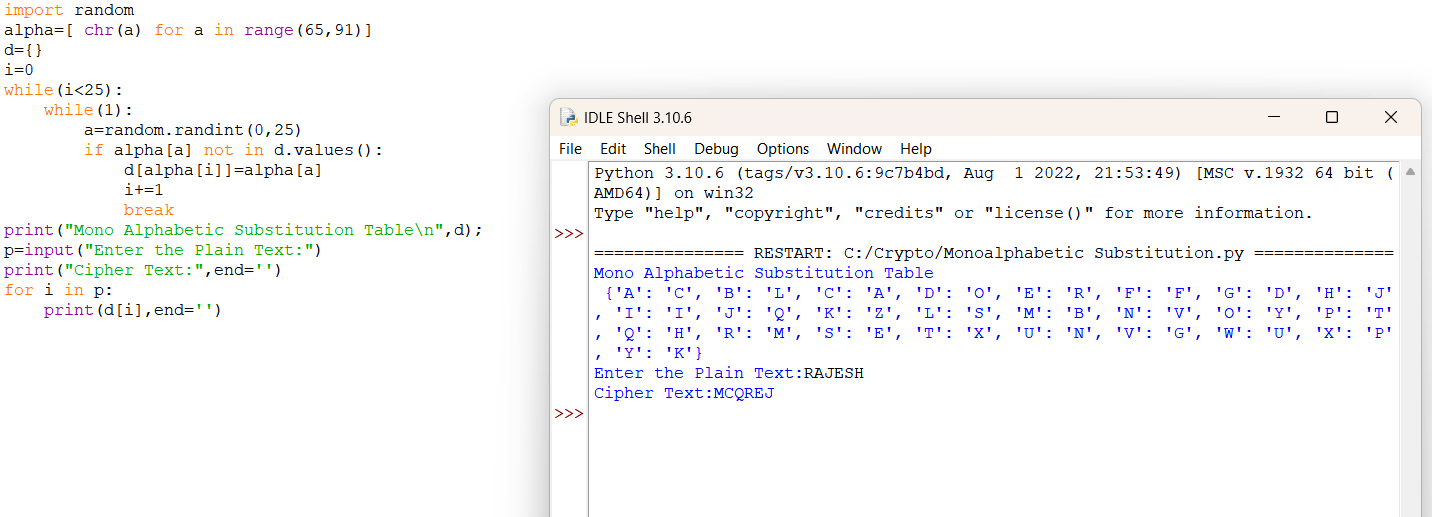 import random
alpha=[ chr(a) for a in range(65,91)]
d={}
i=0
while(i<25):
    while(1):
        a=random.randint(0,25)
        if alpha[a] not in d.values():
            d[alpha[i]]=alpha[a]
            i+=1
            break
print("Mono Alphabetic Substitution Table\n",d);
p=input("Enter the Plain Text:")
print("Cipher Text:",end='')
for i in p:
    print(d[i],end='')
IDLE Shell 3.10.6
File Edit Shell Debug Options Window Help
Python 3.10.6 (tags/v3.10.6:9c7b4bd, Aug  1 2022, 21:53:49) [MSC v.1932 64 bit (
AMD64)] on win32
Type "help", "copyright", "credits" or "license()" for more information.
>>>
=============== RESTART: C:/Crypto/Monoalphabetic Substitution.py ==============
Mono Alphabetic Substitution Table
 {'A': 'C', 'B': 'L', 'C': 'A', 'D': 'O', 'E': 'R', 'F': 'F', 'G': 'D', 'H': 'J'
, 'I': 'I', 'J': 'Q', 'K': 'Z', 'L': 'S', 'M': 'B', 'N': 'V', 'O': 'Y', 'P': 'T'
, 'Q': 'H', 'R': 'M', 'S': 'E', 'T': 'X', 'U': 'N', 'V': 'G', 'W': 'U', 'X': 'P'
, 'Y': 'K'}
Enter the Plain Text:RAJESH
Cipher Text:MCQREJ
>>>